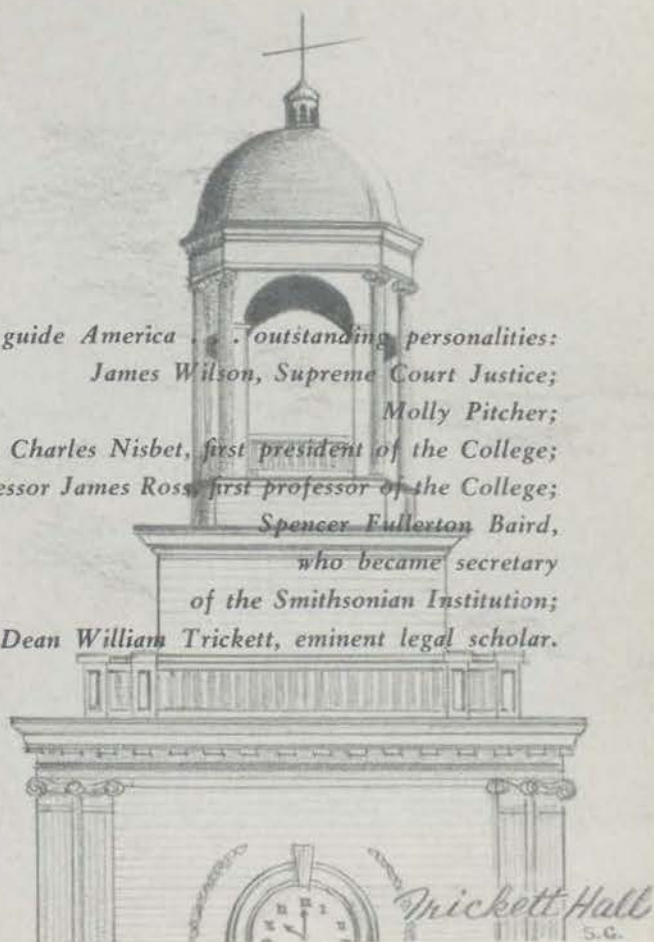 guide America . . . outstanding personalities:
James Wilson, Supreme Court Justice;
Molly Pitcher;
Charles Nisbet, first president of the College;
essor James Ross, first professor of the College;
Spencer Fullerton Baird,
who became secretary
of the Smithsonian Institution;
Dean William Trickett, eminent legal scholar.
Trickett Hall
S.G.